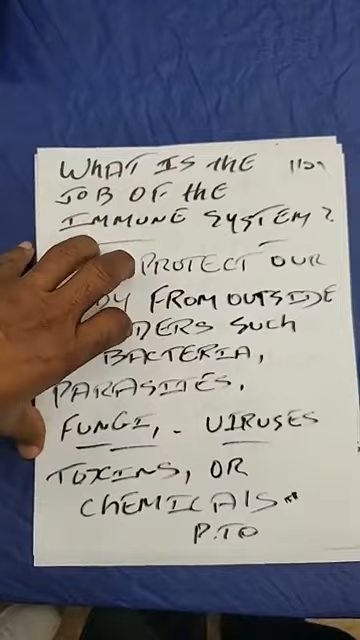 WHAT IS the
JOB OF the
IMMUNE SYSTEM?
PROTECT OUR
FROM OUTSIDE
SUCH
BACTERIA,
PARASITES,
FUNGI, - VIRUSES
TOXINS, OR
CHEMICALS
P.TO